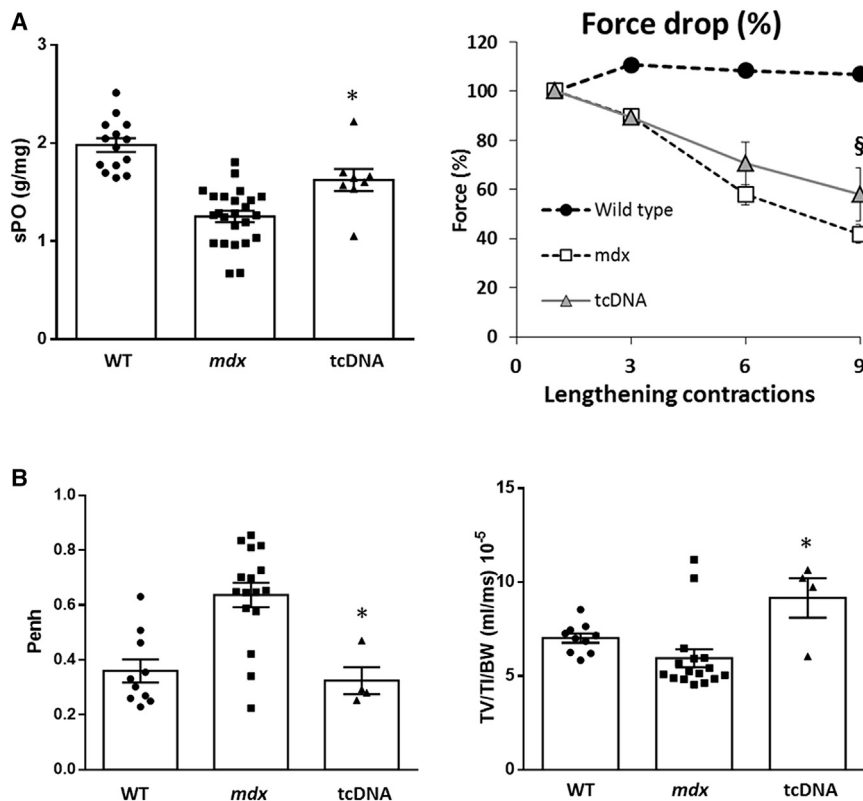 A
sPO (g/mg)
3
2
1
0
*
WT
mdx
tcDNA
Force drop (%)
Force (%)
120
100
80
60
40
20
0
§
Wild type
mdx
tcDNA
0
3
6
9
Lengthening contractions
B
Penh
1.0
0.8
0.6
0.4
0.2
0.0
*
WT
mdx
tcDNA
TV/TI/BW (ml/ms) 10-5
15
10
5
0
*
WT
mdx
tcDNA